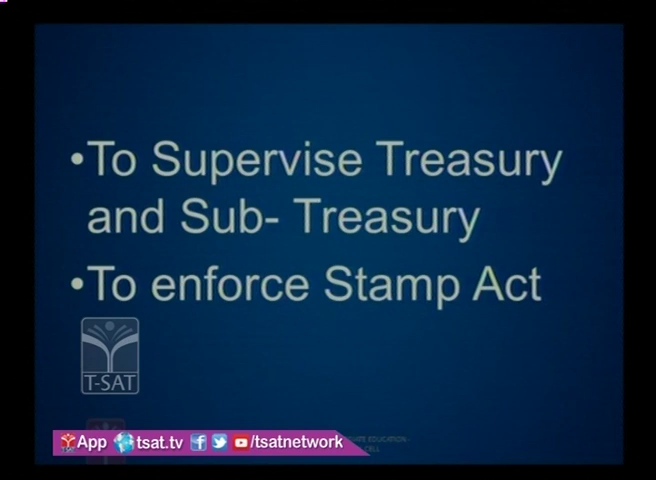 •To Supervise Treasury
and Sub- Treasury
•To enforce Stamp Act
T-SAT
App tsat.tv /tsatnetwork